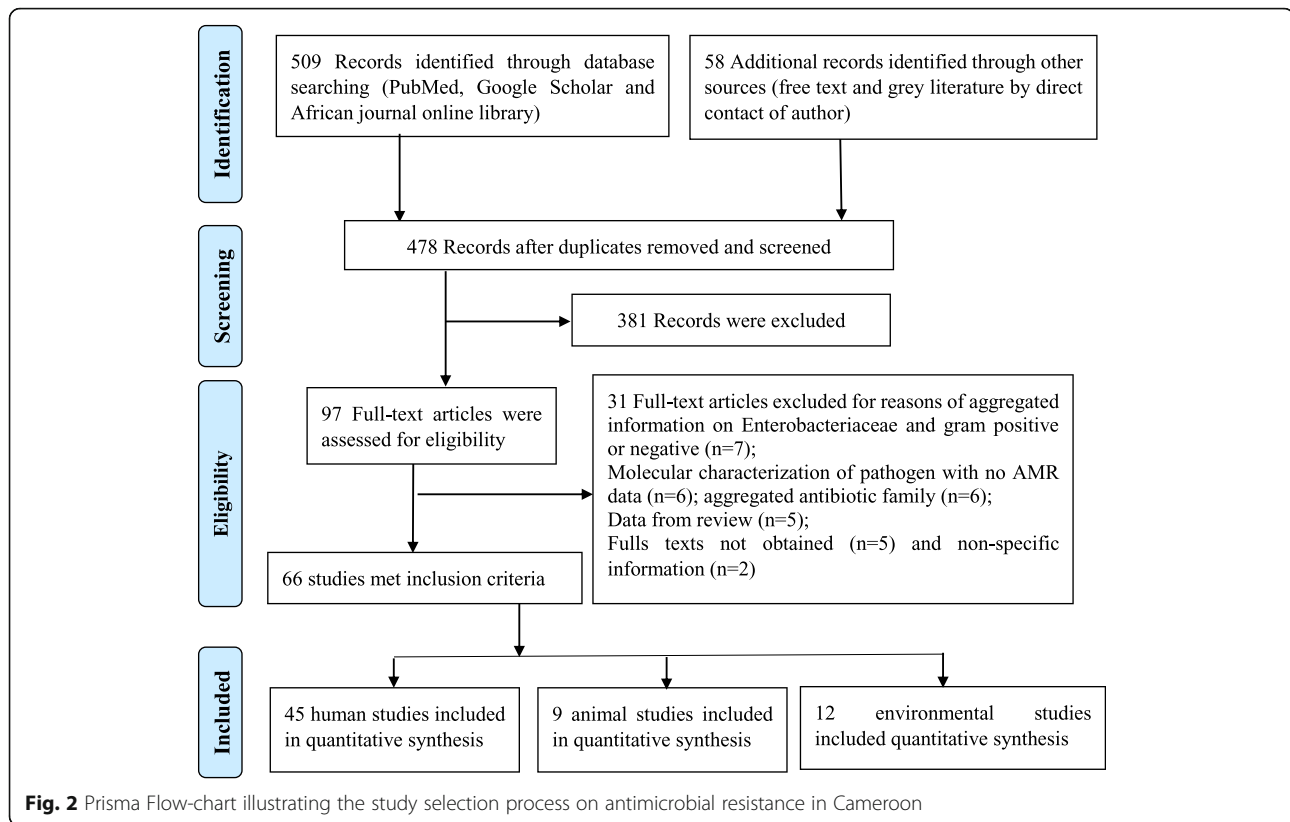 Identification
509 Records identified through database
searching (PubMed, Google Scholar and
African journal online library)
58 Additional records identified through other
sources (free text and grey literature by direct
contact of author)
Screening
478 Records after duplicates removed and screened
381 Records were excluded
Eligibility
97 Full-text articles were
assessed for eligibility
31 Full-text articles excluded for reasons of aggregated
information on Enterobacteriaceae and gram positive
or negative (n=7);
Molecular characterization of pathogen with no AMR
data (n=6); aggregated antibiotic family (n=6);
Data from review (n=5);
Fulls texts not obtained (n=5) and non-specific
information (n=2)
66 studies met inclusion criteria
Included
45 human studies included
in quantitative synthesis
9 animal studies included
in quantitative synthesis
12 environmental studies
included quantitative synthesis
Fig. 2 Prisma Flow-chart illustrating the study selection process on antimicrobial resistance in Cameroon